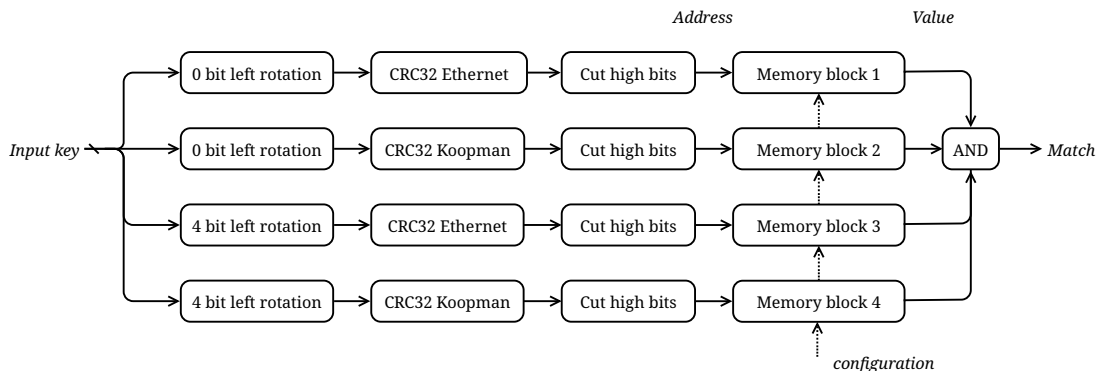 Address Value
0 bit left rotation CRC32 Ethernet Cut high bits Memory block 1
Input key 0 bit left rotation CRC32 Koopman Cut high bits Memory block 2 AND Match
4 bit left rotation CRC32 Ethernet Cut high bits Memory block 3
4 bit left rotation CRC32 Koopman Cut high bits Memory block 4
configuration